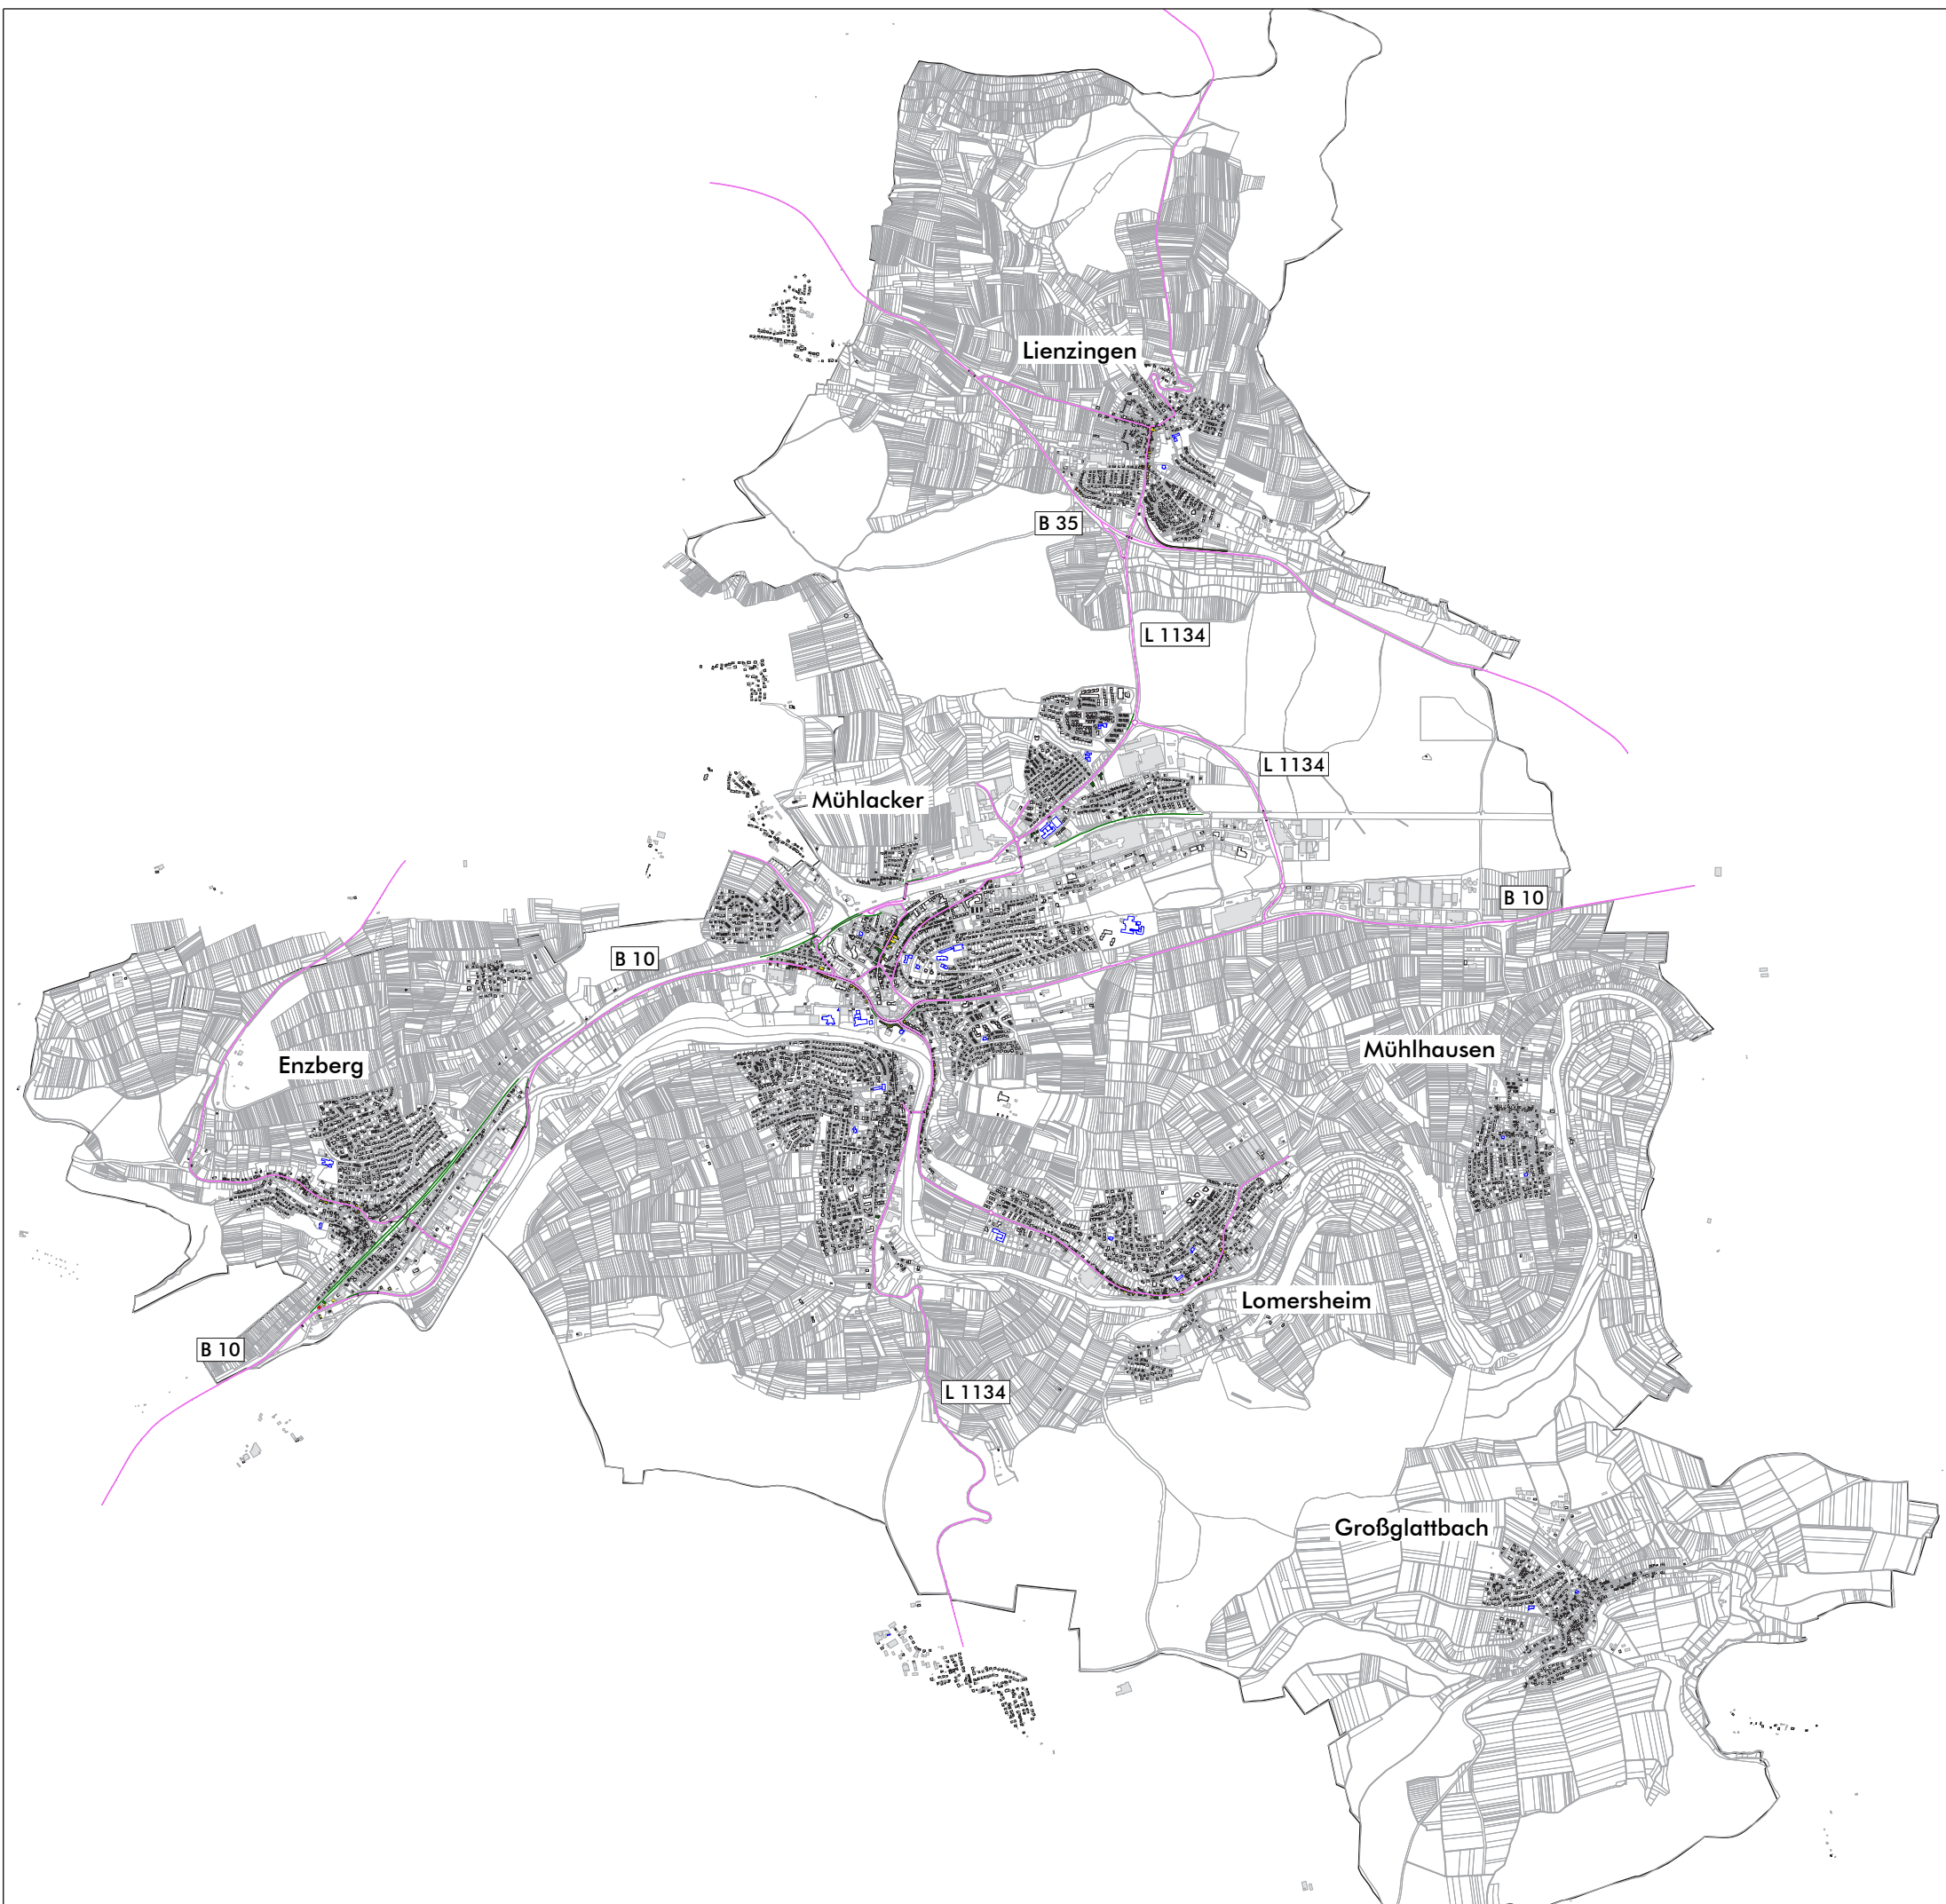 Lienzingen
B 35
L 1134
L 1134
Mühlacker
B 10
B 10
Mühlhausen
Enzberg
Lomersheim
B 10
L 1134
Großglattbach